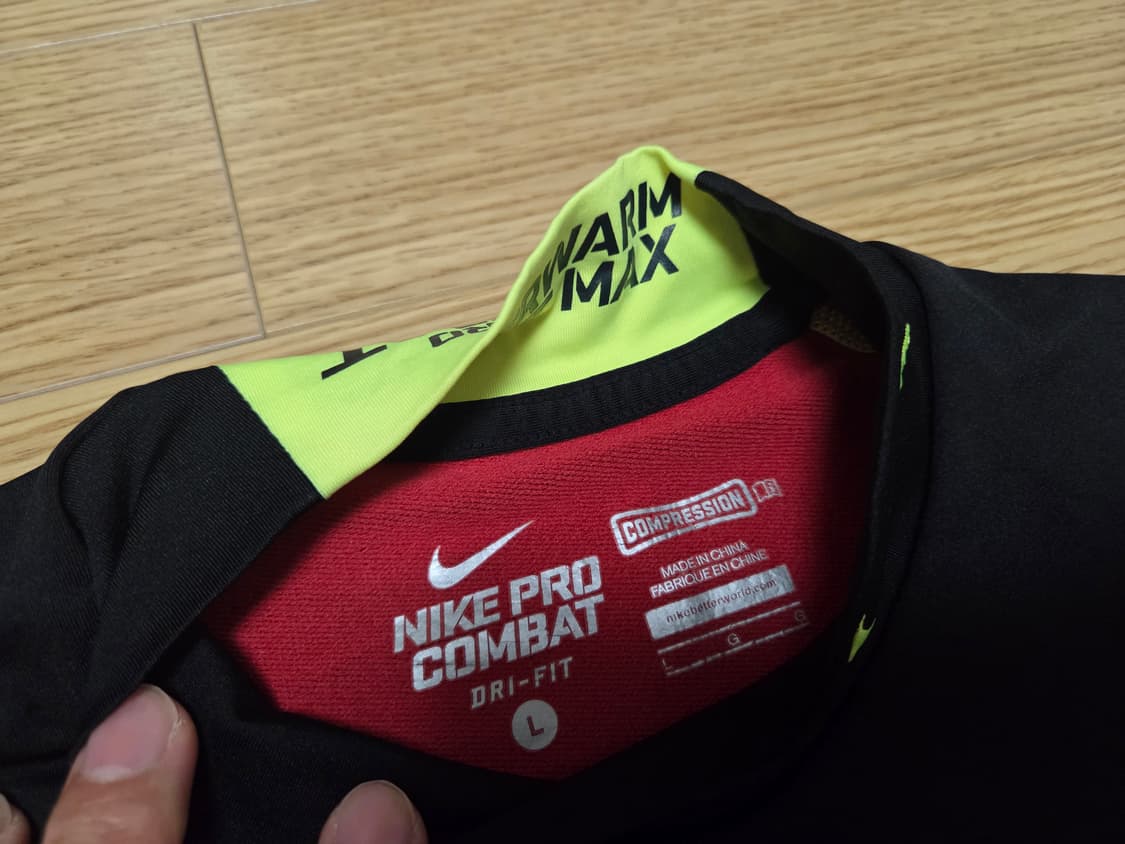 WARM
MAX
COMPRESSION
MADE IN CHINA
FABRIQUE EN CHINE
nikebetterworld.com
L G G
NIKE PRO
COMBAT
DRI-FIT
L